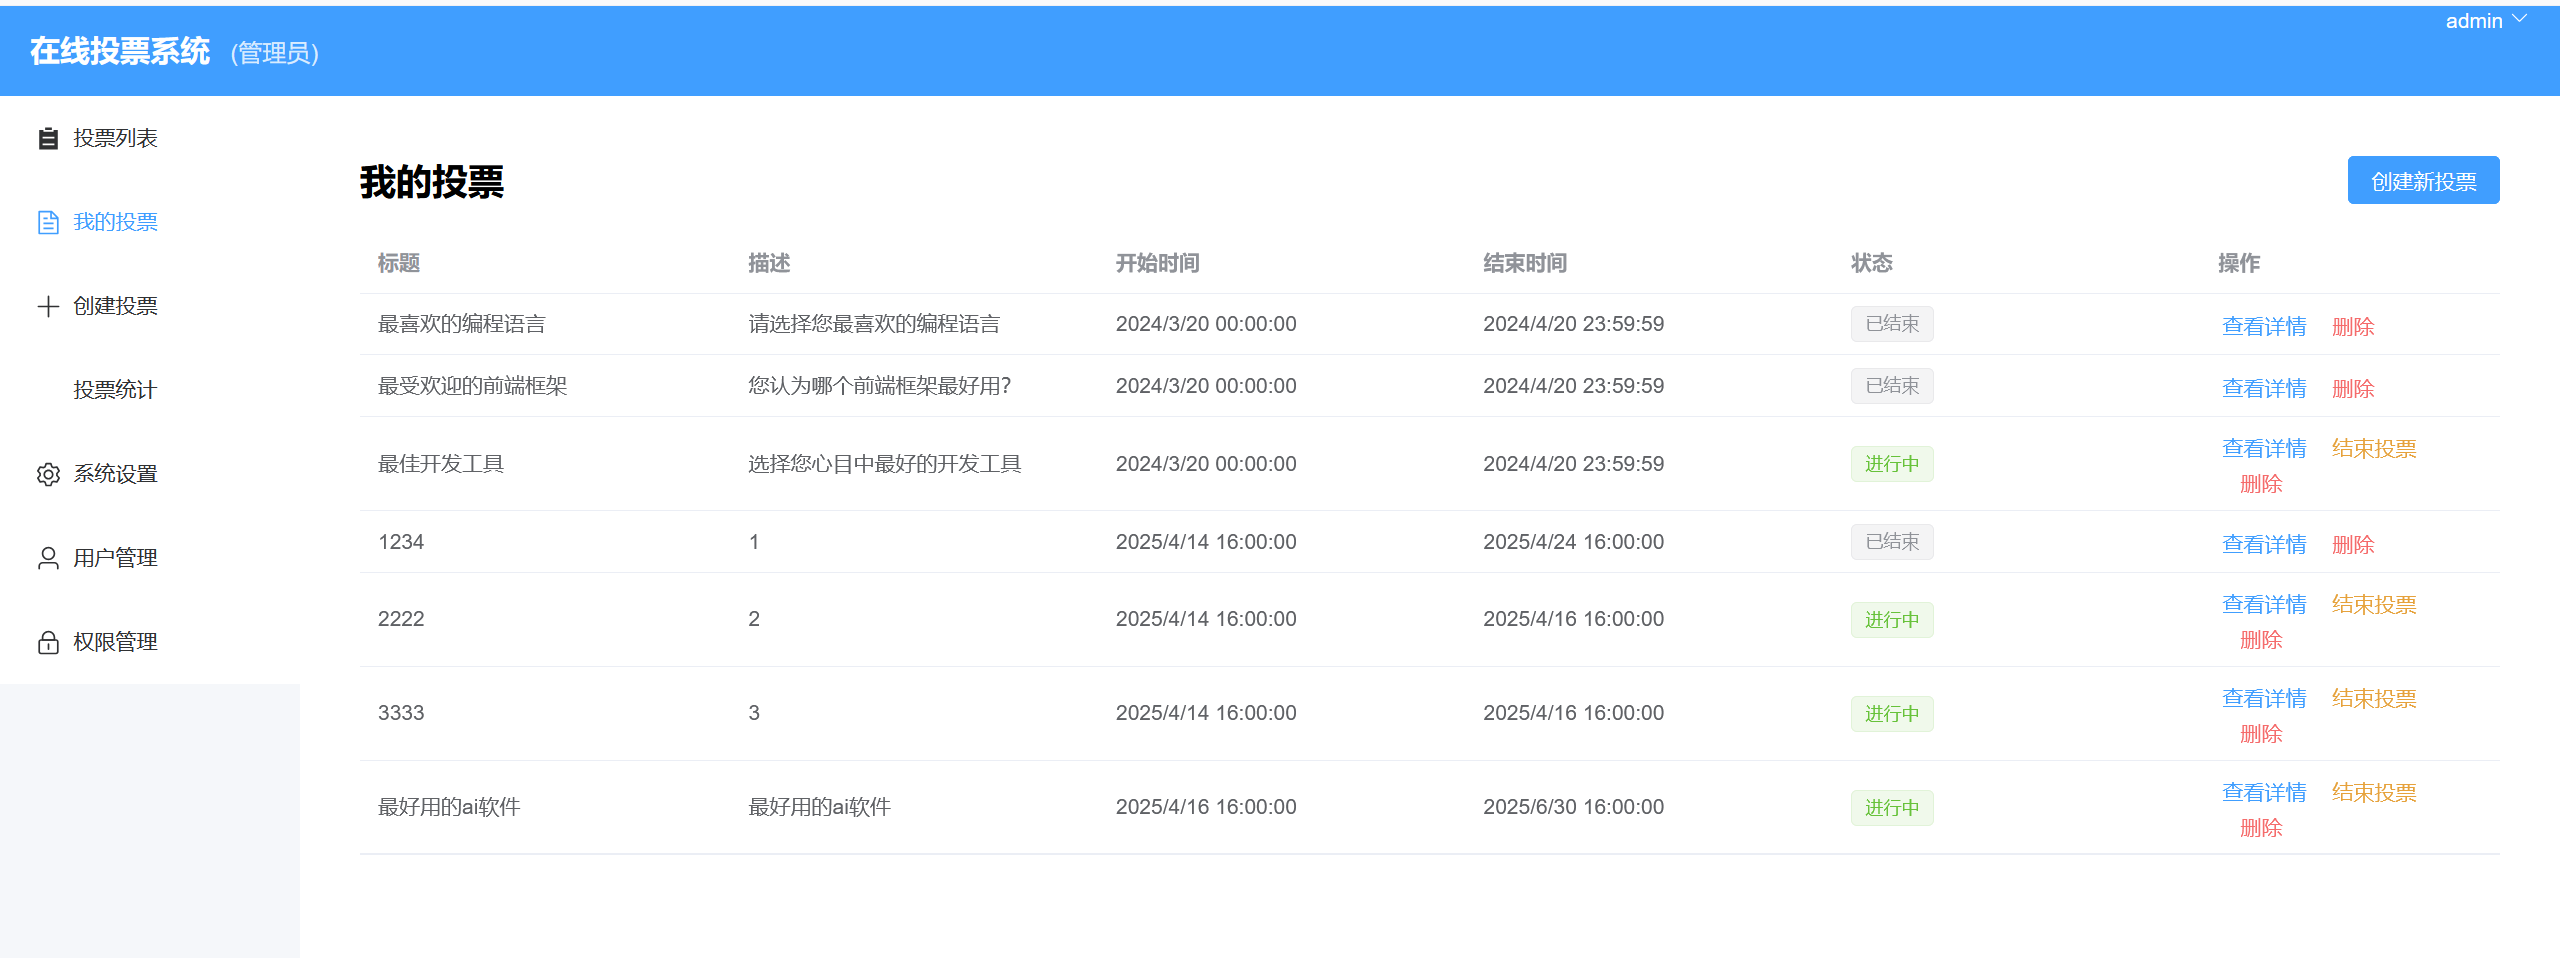 在线投票系统 (管理员)
admin
投票列表
我的投票
创建投票
投票统计
系统设置
用户管理
权限管理
我的投票
创建新投票
标题 描述 开始时间 结束时间 状态 操作
最喜欢的编程语言 请选择您最喜欢的编程语言 2024/3/20 00:00:00 2024/4/20 23:59:59 已结束 查看详情 删除
最受欢迎的前端框架 您认为哪个前端框架最好用? 2024/3/20 00:00:00 2024/4/20 23:59:59 已结束 查看详情 删除
最佳开发工具 选择您心目中最好的开发工具 2024/3/20 00:00:00 2024/4/20 23:59:59 进行中 查看详情 结束投票
删除
1234 1 2025/4/14 16:00:00 2025/4/24 16:00:00 已结束 查看详情 删除
2222 2 2025/4/14 16:00:00 2025/4/16 16:00:00 进行中 查看详情 结束投票
删除
3333 3 2025/4/14 16:00:00 2025/4/16 16:00:00 进行中 查看详情 结束投票
删除
最好用的ai软件 最好用的ai软件 2025/4/16 16:00:00 2025/6/30 16:00:00 进行中 查看详情 结束投票
删除